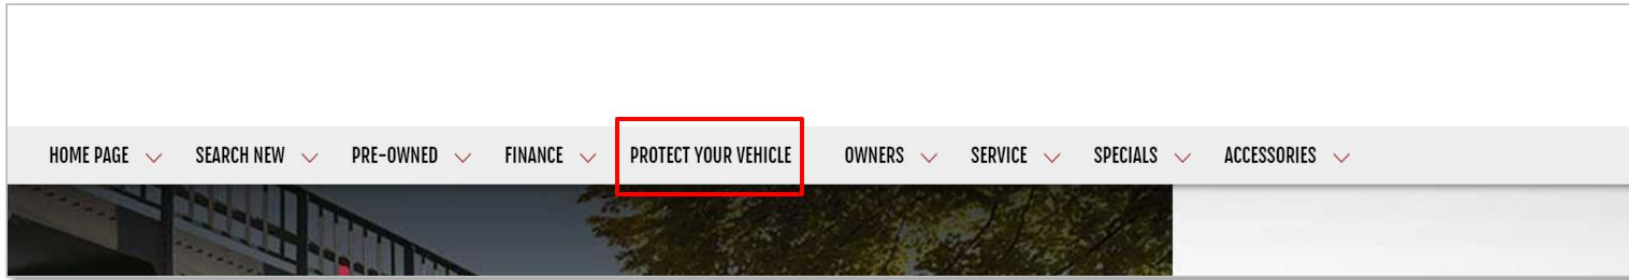 HOME PAGE SEARCH NEW PRE-OWNED FINANCE PROTECT YOUR VEHICLE OWNERS SERVICE SPECIALS ACCESSORIES